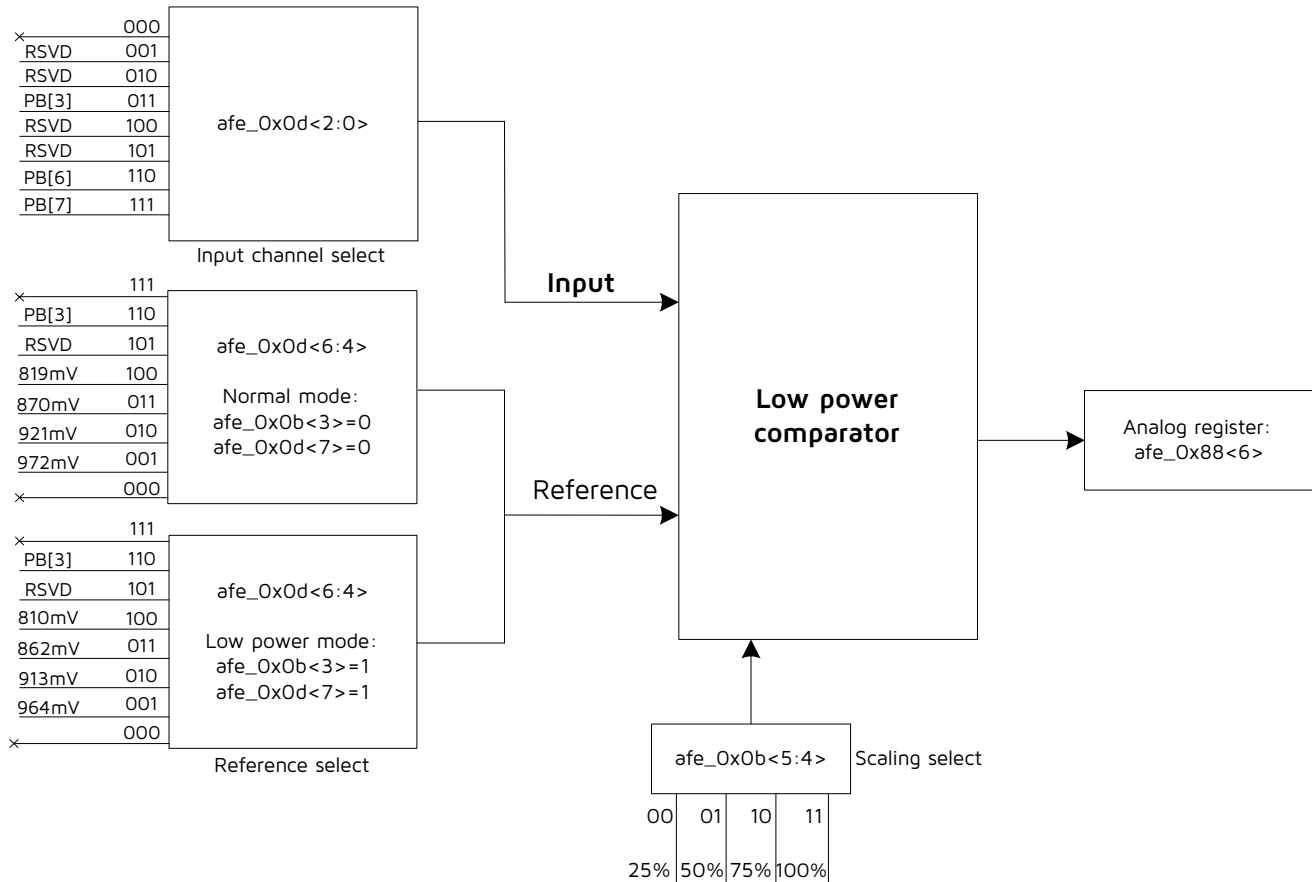 000
RSVD 001
RSVD 010
PB[3] 011
RSVD 100
RSVD 101
PB[6] 110
PB[7] 111
afe_0x0d<2:0>
Input channel select
111
PB[3] 110
RSVD 101
819mV 100
870mV 011
921mV 010
972mV 001
000
afe_0x0d<6:4>
Normal mode:
afe_0x0b<3>=0
afe_0x0d<7>=0
111
PB[3] 110
RSVD 101
810mV 100
862mV 011
913mV 010
964mV 001
000
afe_0x0d<6:4>
Low power mode:
afe_0x0b<3>=1
afe_0x0d<7>=1
Reference select
Input
Reference
Low power
comparator
Analog register:
afe_0x88<6>
afe_0x0b<5:4> Scaling select
00 01 10 11
25% 50% 75% 100%